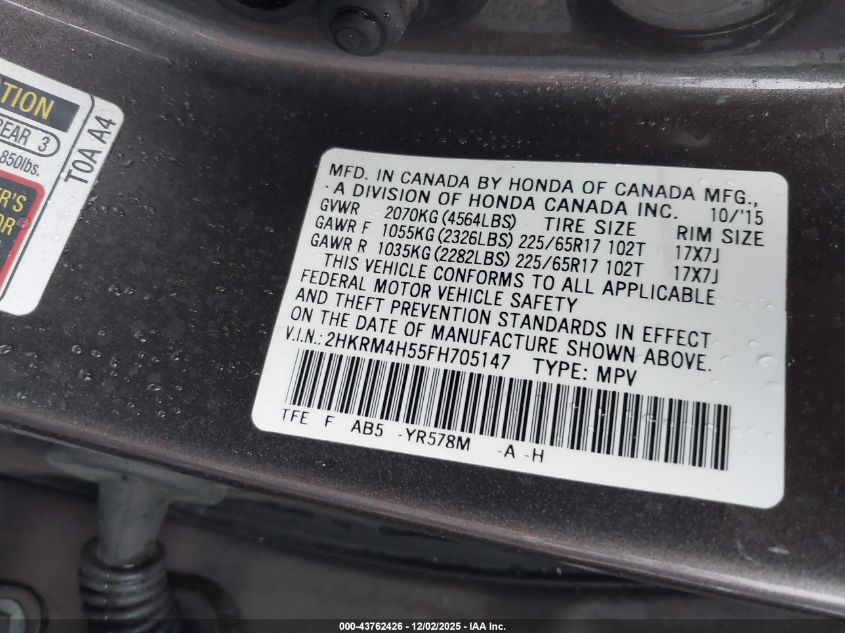 TION
REAR 3
850lbs.
TOA A4
ER'S
OR
MFD. IN CANADA BY HONDA OF CANADA MFG.,
A DIVISION OF HONDA CANADA INC. 10/'15
GVWR 2070KG (4564LBS) TIRE SIZE RIM SIZE
GAWR F 1055KG (2326LBS) 225/65R17 102T 17X7J
GAWR R 1035KG (2282LBS) 225/65R17 102T 17X7J
THIS VEHICLE CONFORMS TO ALL APPLICABLE
FEDERAL MOTOR VEHICLE SAFETY
AND THEFT PREVENTION STANDARDS IN EFFECT
ON THE DATE OF MANUFACTURE SHOWN ABOVE.
V.I.N.: 2HKRM4H55FH705147 TYPE: MPV
TFE F AB5 -YR578M -A -H
000-43762426 - 12/02/2025 - IAA Inc.